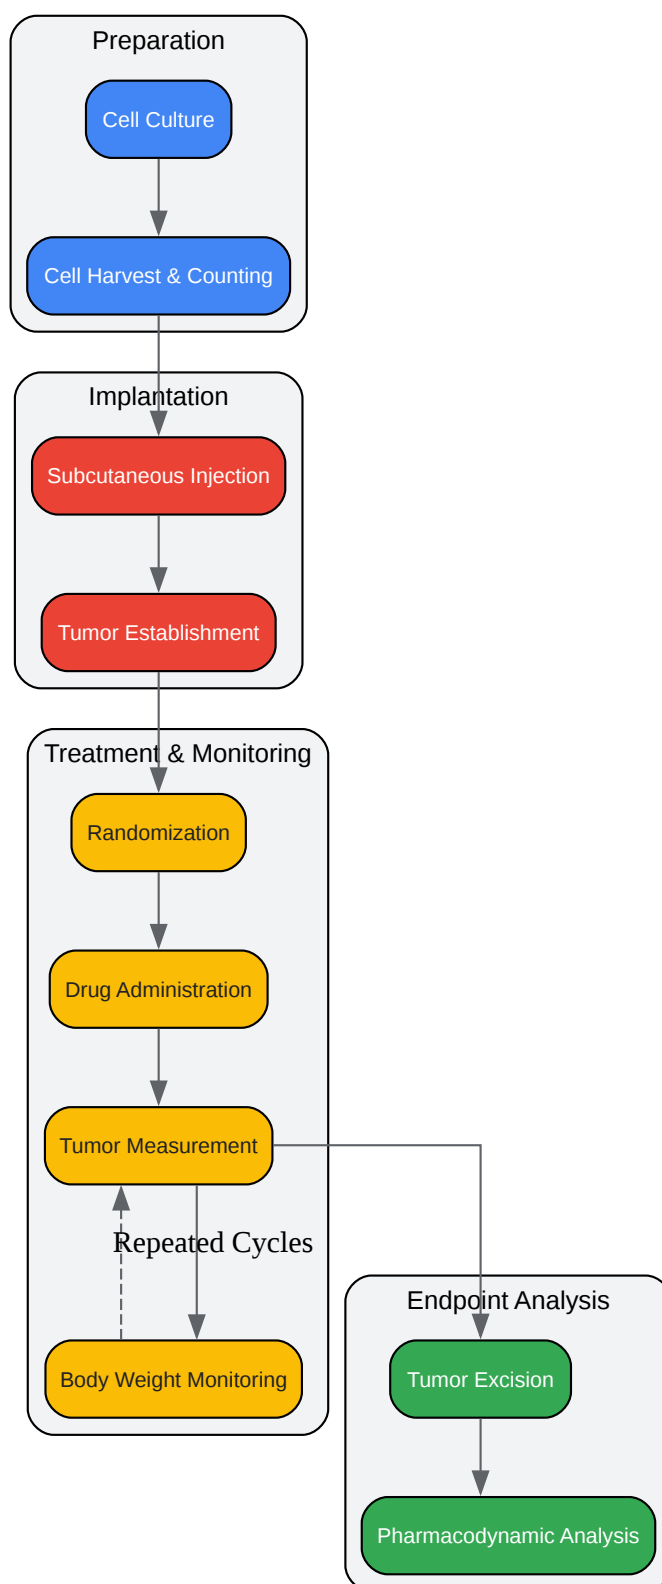 Preparation
Cell Culture
Cell Harvest & Counting
Implantation
Subcutaneous Injection
Tumor Establishment
Treatment & Monitoring
Randomization
Drug Administration
Tumor Measurement
Repeated Cycles
Body Weight Monitoring
Endpoint Analysis
Tumor Excision
Pharmacodynamic Analysis